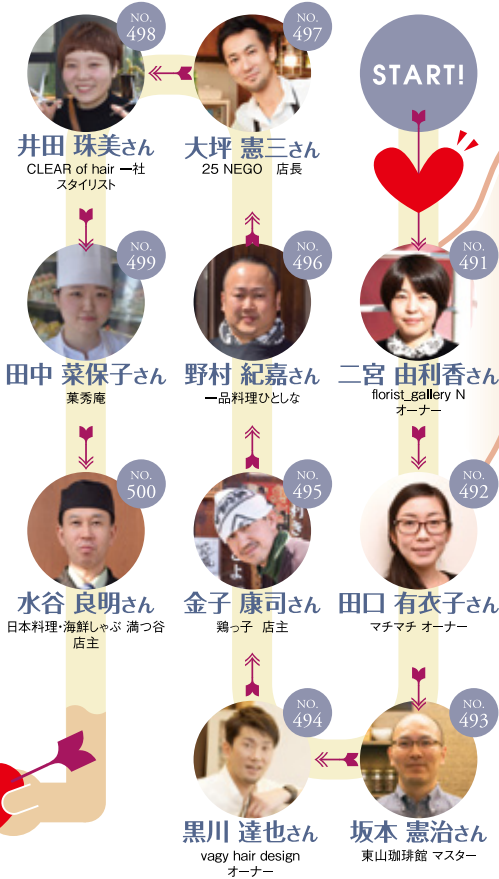 START!
NO.
491
二宮 由利香さん
florist_gallery N
オーナー
NO.
492
田口 有衣子さん
マチマチ オーナー
NO.
493
坂本 憲治さん
東山珈琲館 マスター
NO.
494
黒川 達也さん
vagy hair design
オーナー
NO.
495
金子 康司さん
鶏っ子 店主
NO.
496
野村 紀嘉さん
一品料理ひとしな
NO.
497
大坪 憲三さん
25 NEGO 店長
NO.
498
井田 珠美さん
CLEAR of hair 一社
スタイリスト
NO.
499
田中 菜保子さん
菓秀庵
NO.
500
水谷 良明さん
日本料理・海鮮しゃぶ 満つ谷
店主